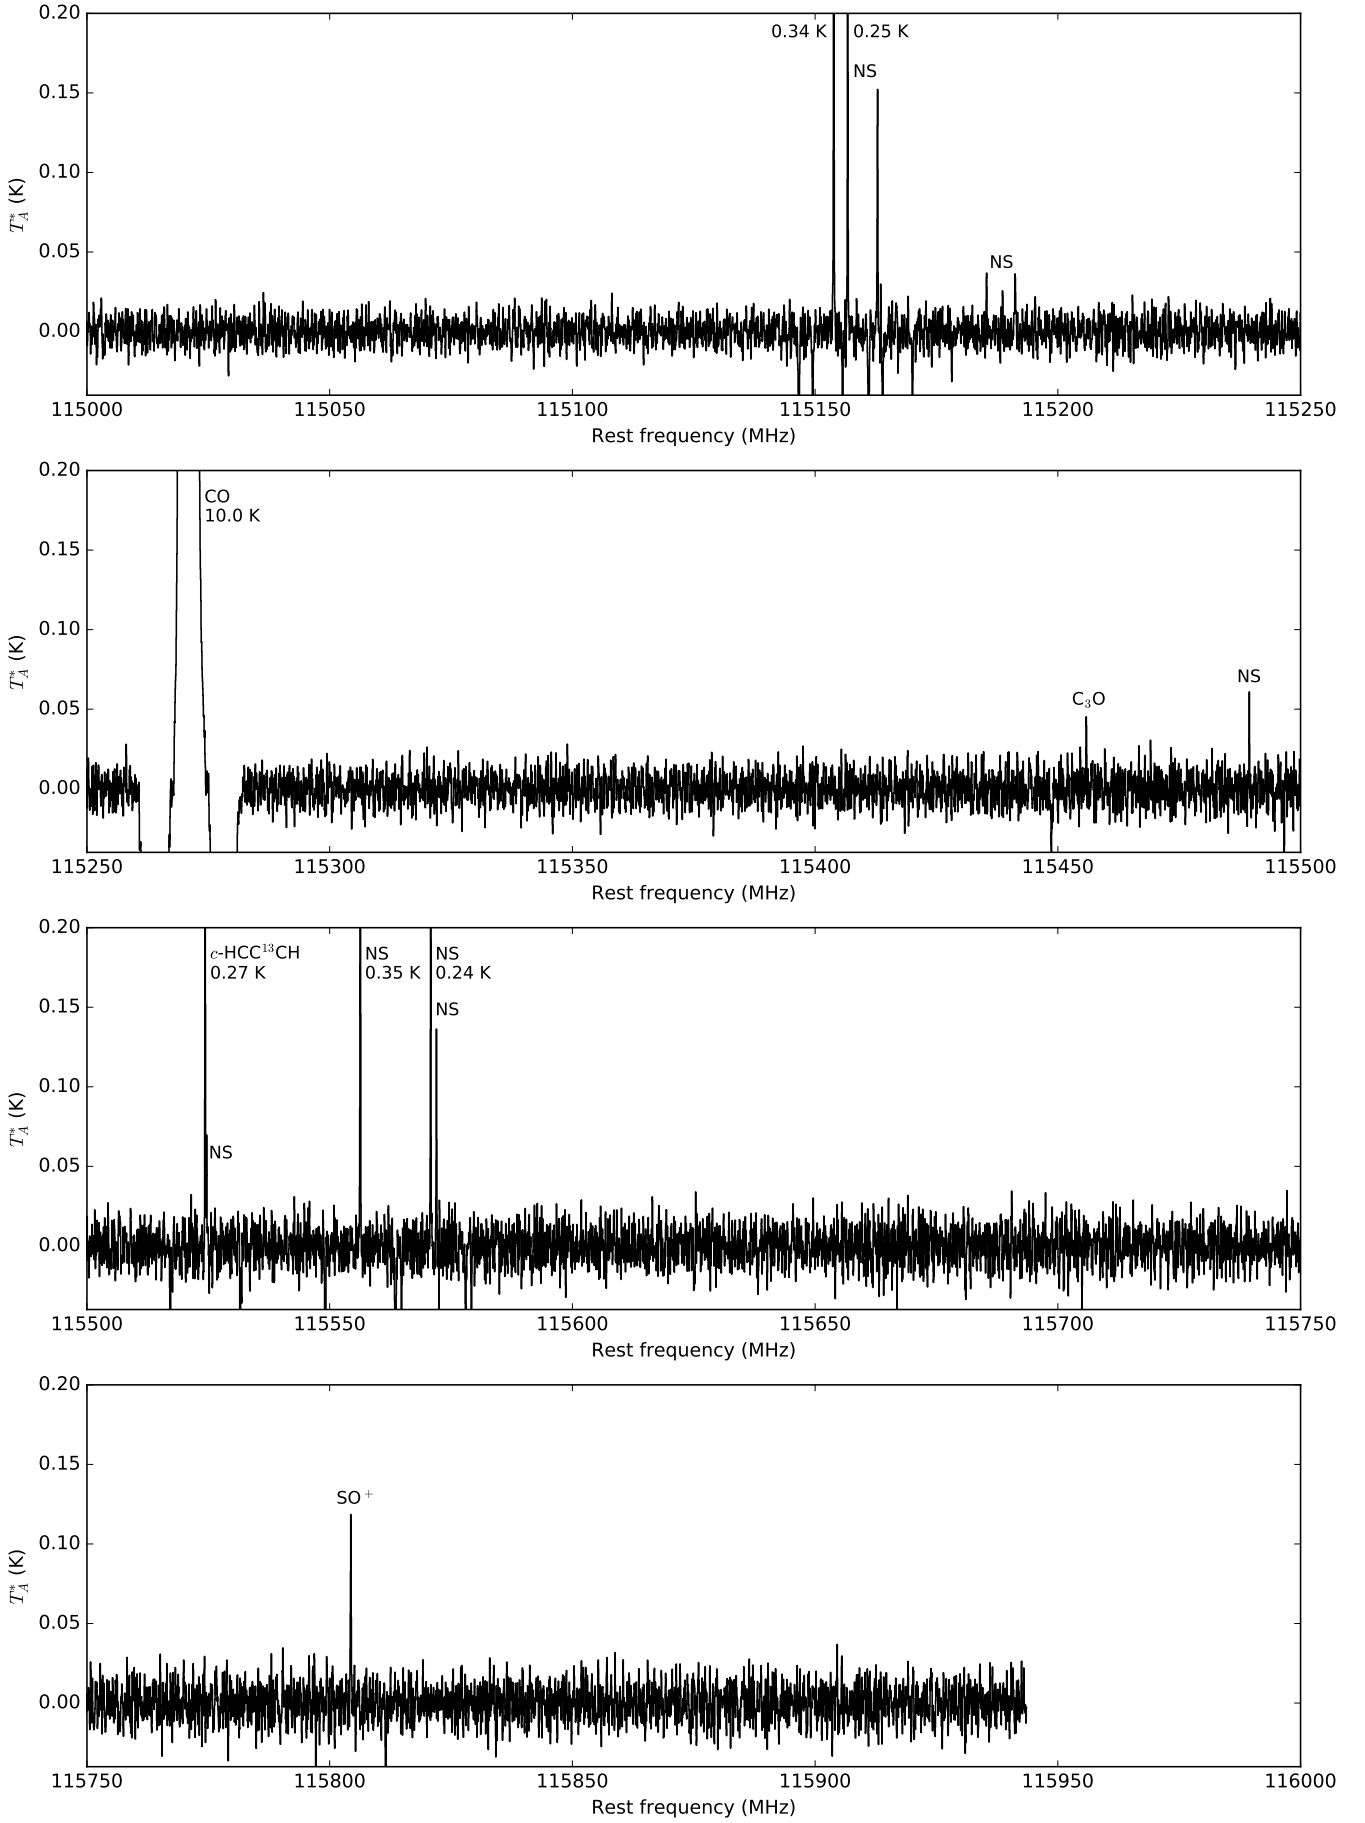 0.20
0.34 K 0.25 K
NS
0.15
0.10
T*A (K)
0.05
NS
0.00
115000 115050 115100 115150 115200 115250
Rest frequency (MHz)
0.20
CO
10.0 K
0.15
0.10
T*A (K)
NS
0.05
C₃O
0.00
115250 115300 115350 115400 115450 115500
Rest frequency (MHz)
0.20
c-HCC¹³CH NS NS
0.27 K 0.35 K 0.24 K
0.15
NS
0.10
T*A (K)
0.05
NS
0.00
115500 115550 115600 115650 115700 115750
Rest frequency (MHz)
0.20
0.15
SO⁺
0.10
T*A (K)
0.05
0.00
115750 115800 115850 115900 115950 116000
Rest frequency (MHz)